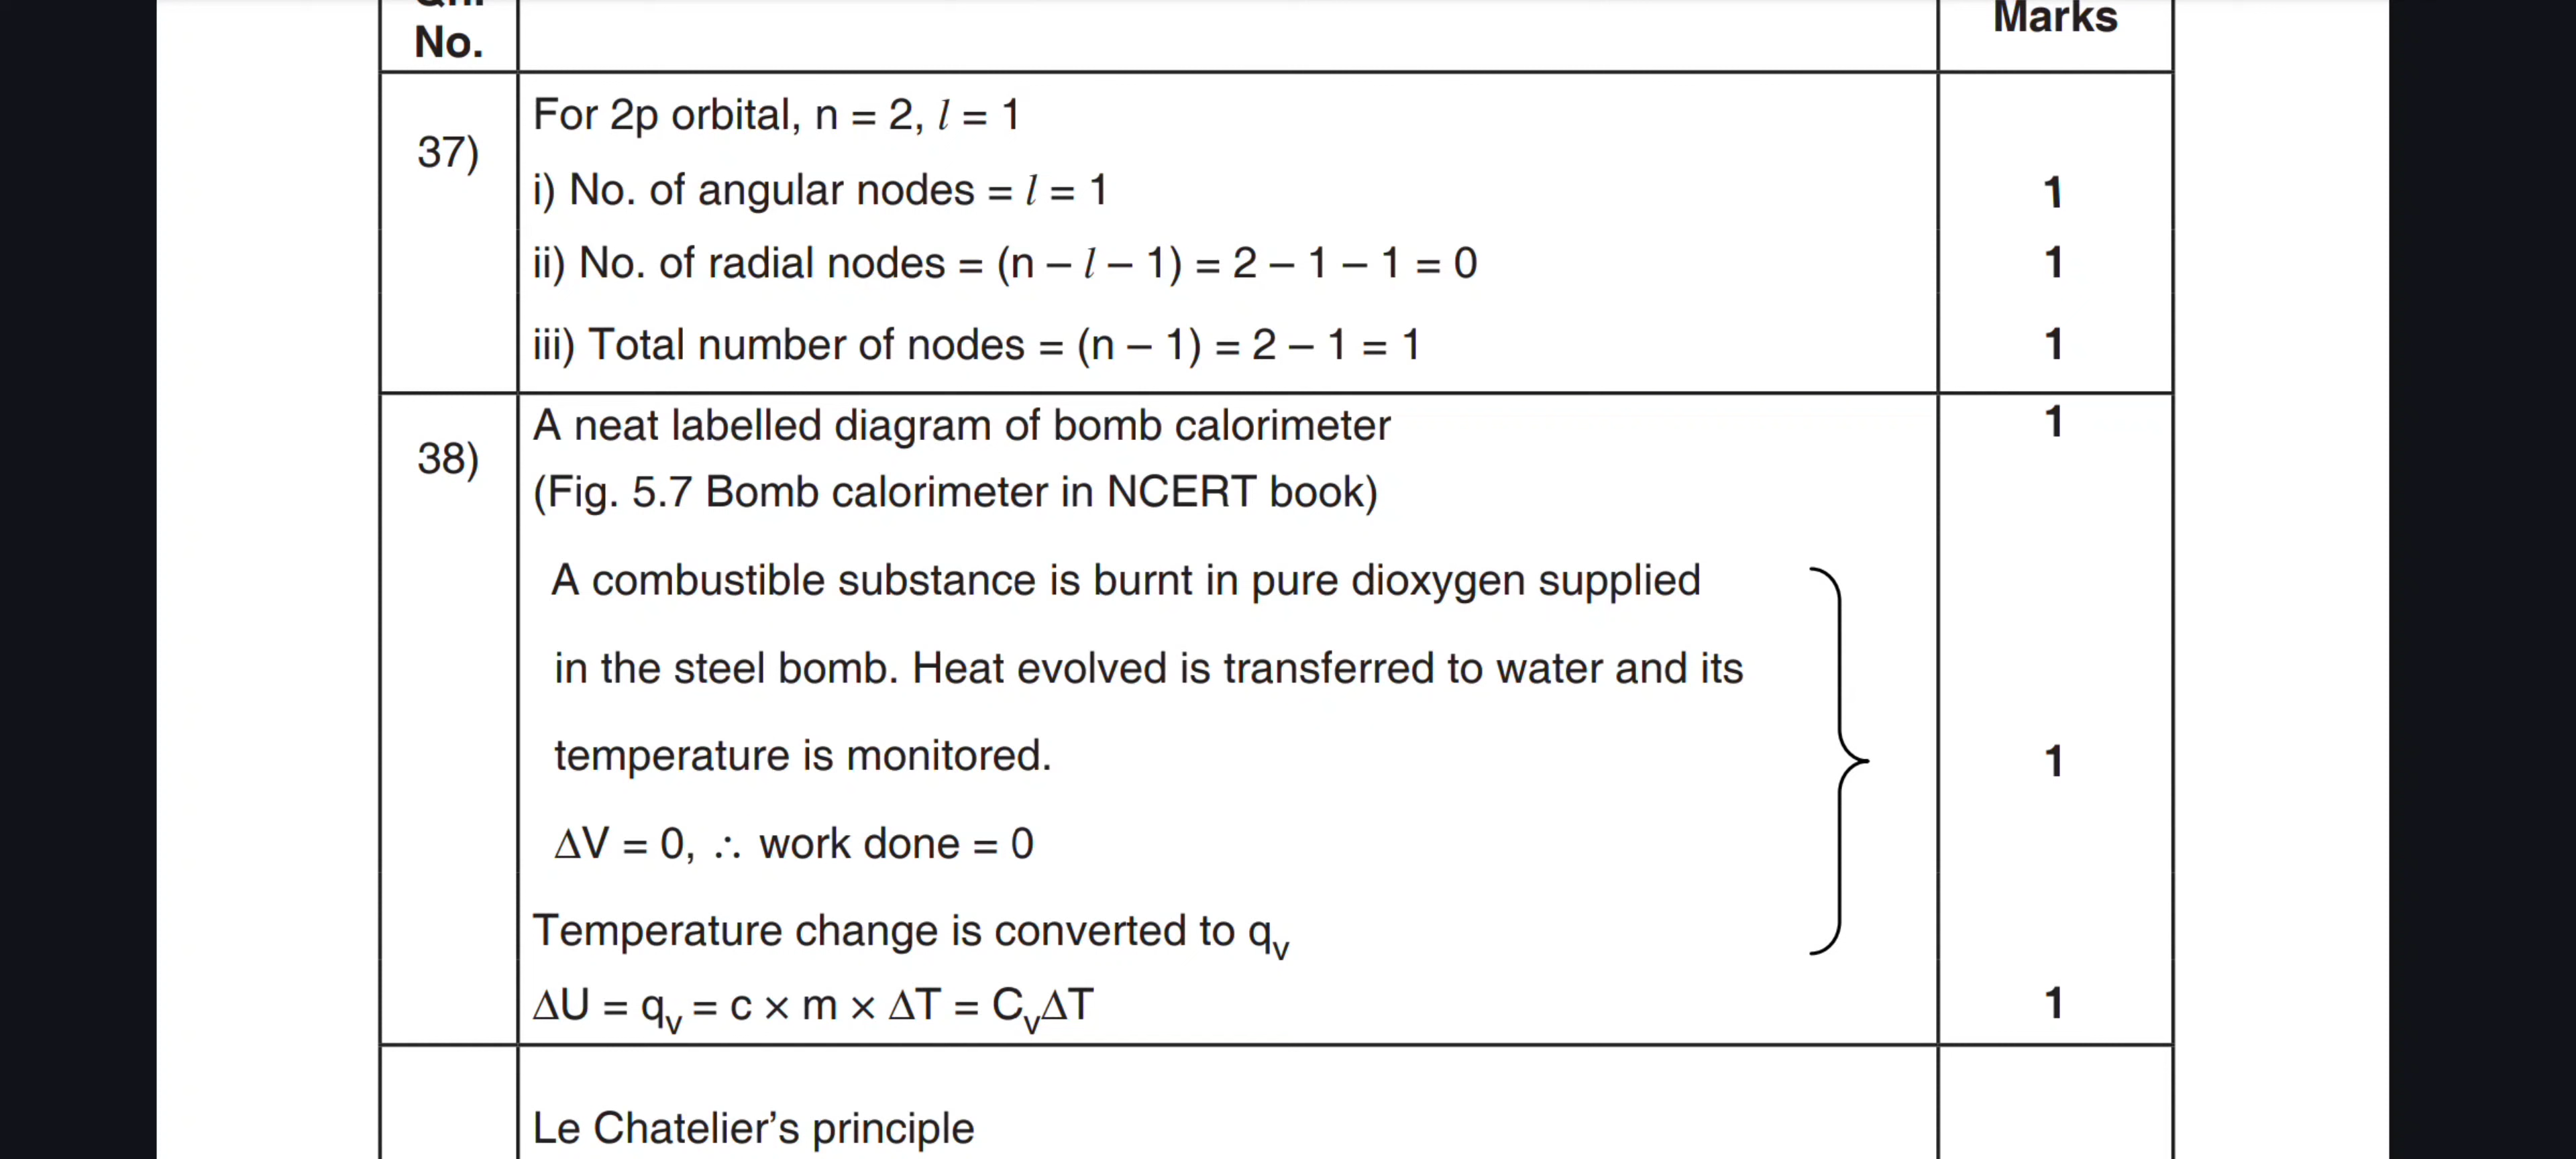 No.
Marks
37)
For 2p orbital, n = 2, l = 1
i) No. of angular nodes = l = 1
1
ii) No. of radial nodes = (n – l – 1) = 2 – 1 – 1 = 0
1
iii) Total number of nodes = (n – 1) = 2 – 1 = 1
1
38)
A neat labelled diagram of bomb calorimeter
1
(Fig. 5.7 Bomb calorimeter in NCERT book)
A combustible substance is burnt in pure dioxygen supplied
in the steel bomb. Heat evolved is transferred to water and its
temperature is monitored.
1
ΔV = 0, ∴ work done = 0
Temperature change is converted to qᵥ
ΔU = qᵥ = c × m × ΔT = CᵥΔT
1
Le Chatelier’s principle